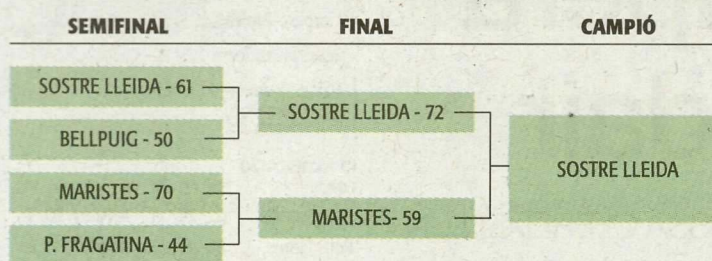 SEMIFINAL FINAL CAMPIÓ
SOSTRE LLEIDA - 61
BELLPUIG - 50
MARISTES - 70
P. FRAGATINA - 44
SOSTRE LLEIDA - 72
MARISTES- 59
SOSTRE LLEIDA